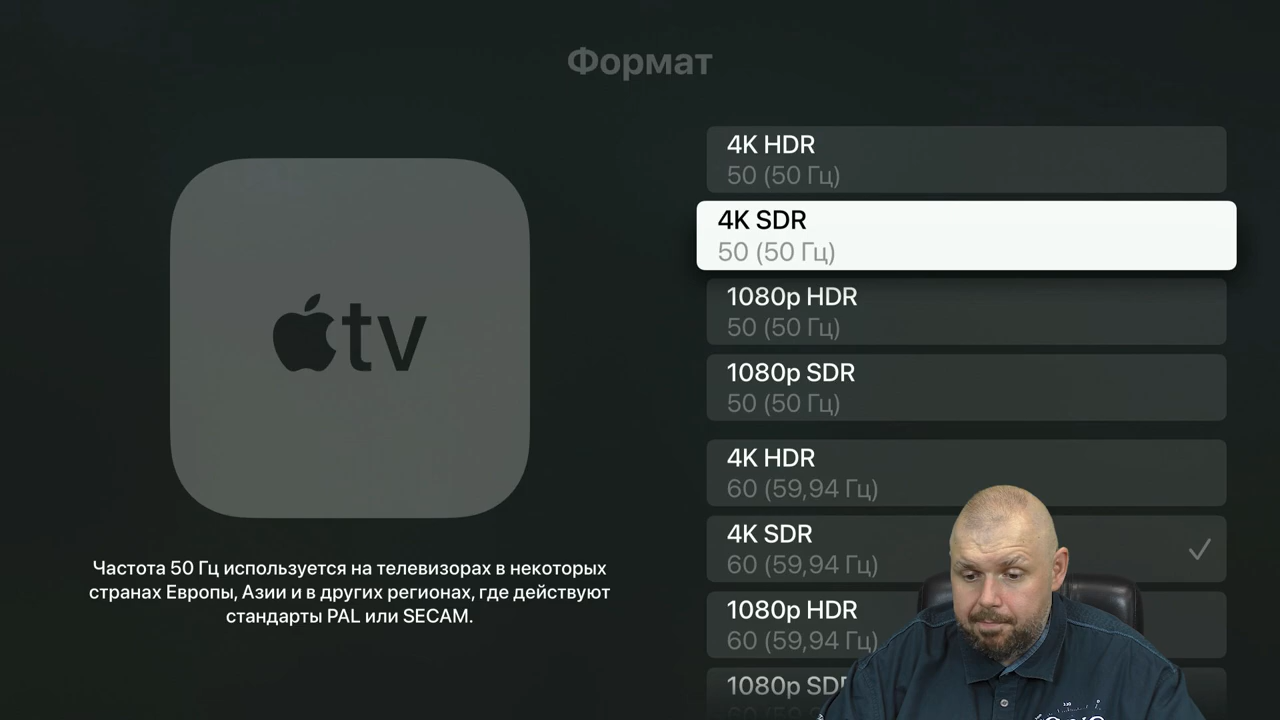 Формат
tv
Частота 50 Гц используется на телевизорах в некоторых
странах Европы, Азии и в других регионах, где действуют
стандарты PAL или SECAM.
4K HDR
50 (50 Гц)
4K SDR
50 (50 Гц)
1080p HDR
50 (50 Гц)
1080p SDR
50 (50 Гц)
4K HDR
60 (59,94 Гц)
4K SDR
60 (59,94 Гц)
1080p HDR
60 (59,94 Гц)
1080p